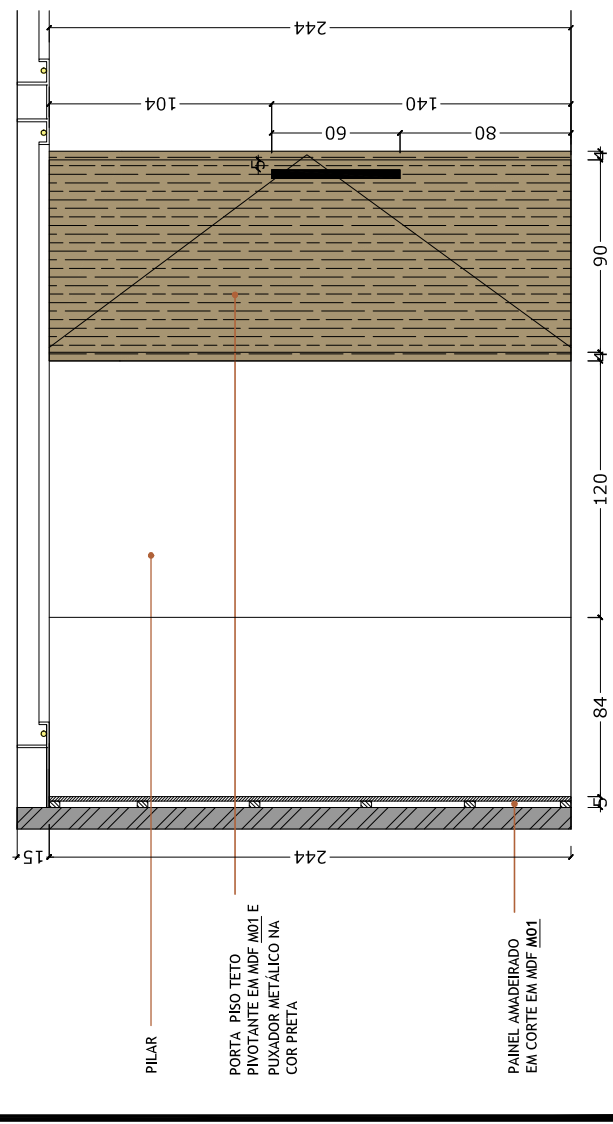 244
104
140
60
80
5
4
90
4
120
84
5
15
244
PILAR
PORTA PISO TETO
PIVOTANTE EM MDF M01 E
PUXADOR METÁLICO NA
COR PRETA
PAINEL AMADEIRADO
EM CORTE EM MDF M01